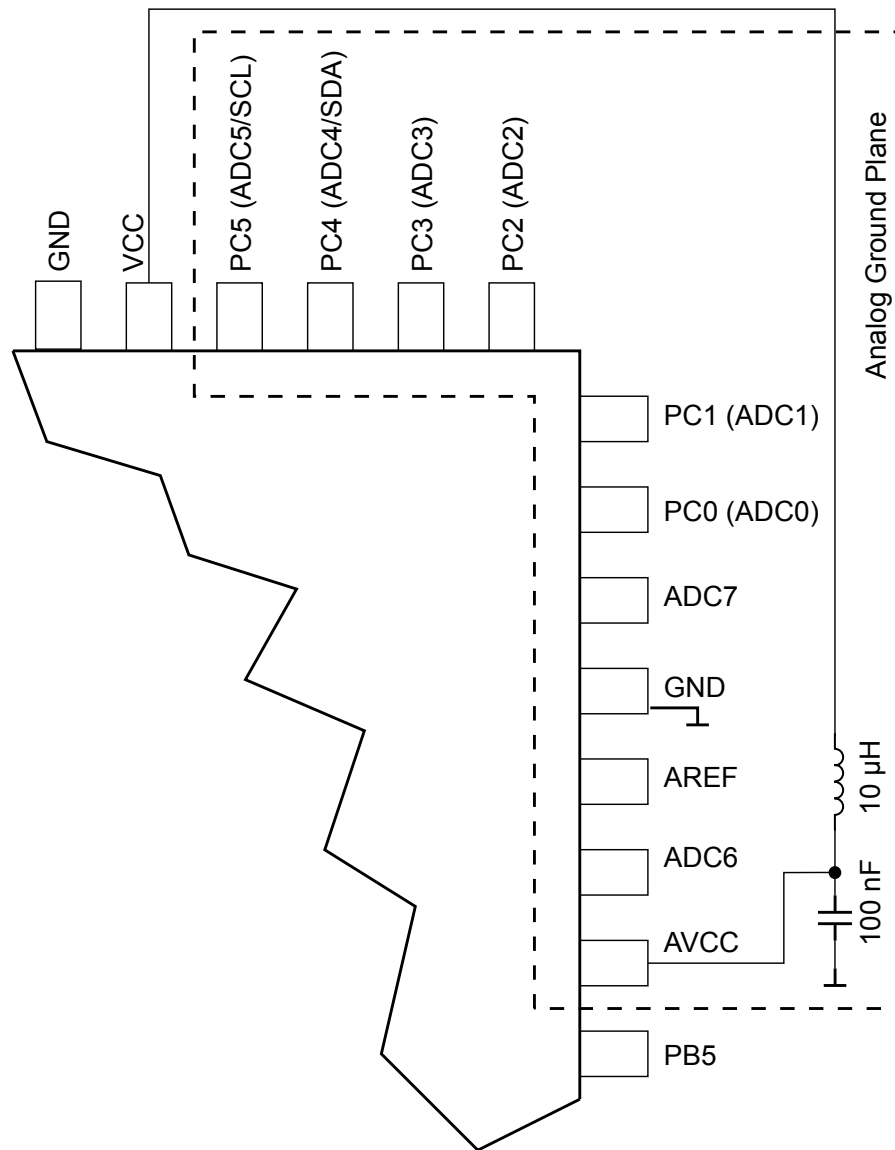 GND
VCC
PC5 (ADC5/SCL)
PC4 (ADC4/SDA)
PC3 (ADC3)
PC2 (ADC2)
Analog Ground Plane
PC1 (ADC1)
PC0 (ADC0)
ADC7
GND
AREF
ADC6
AVCC
PB5
10 µH
100 nF